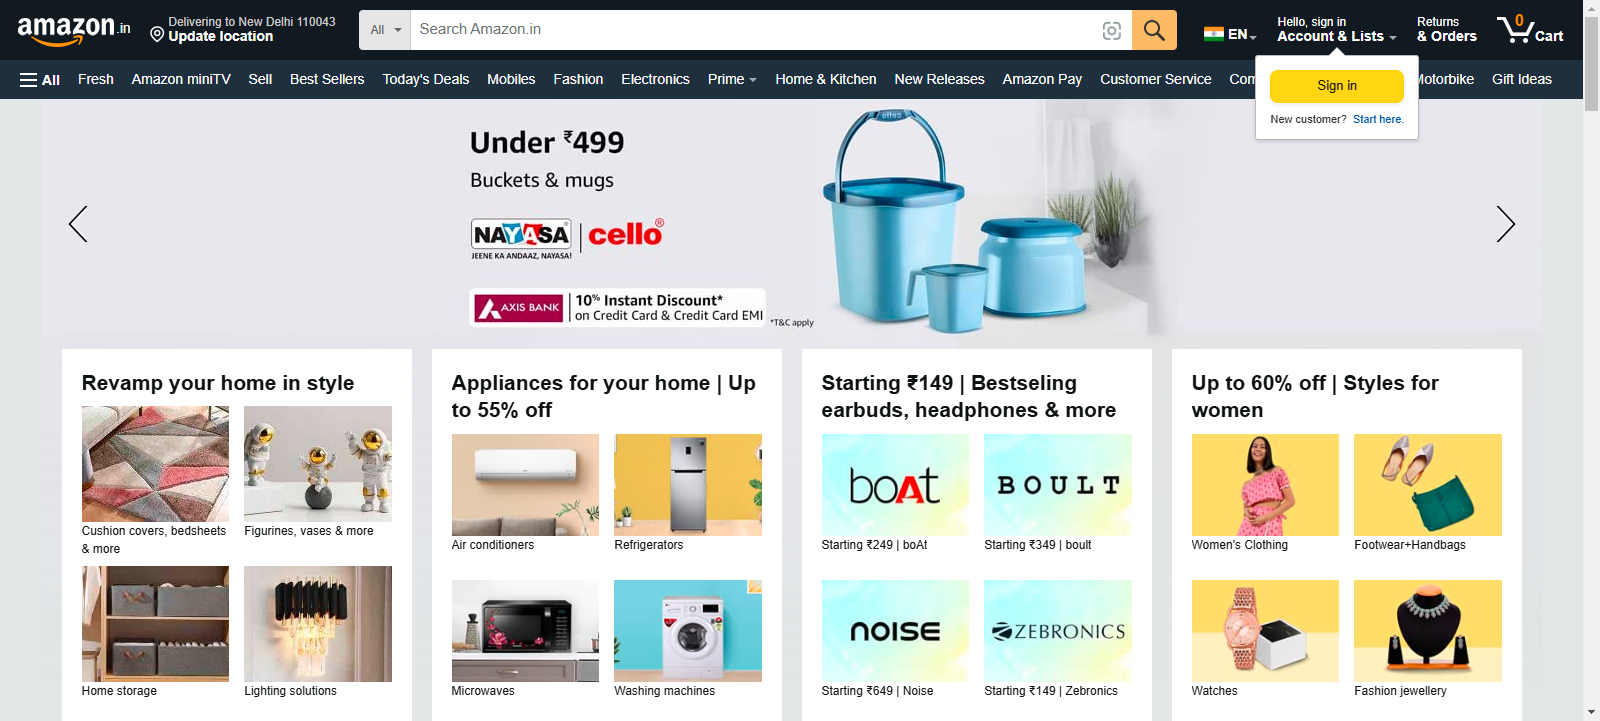 amazon.in
Delivering to New Delhi 110043
Update location
All
Search Amazon.in
EN
Hello, sign in
Account & Lists
Returns
& Orders
0
Cart
All
Fresh
Amazon miniTV
Sell
Best Sellers
Today's Deals
Mobiles
Fashion
Electronics
Prime
Home & Kitchen
New Releases
Amazon Pay
Customer Service
Motorbike
Gift Ideas
Sign in
New customer? Start here.
Under ₹499
Buckets & mugs
NAYASA
JEENE KA ANDAAZ, NAYASA!
cello®
AXIS BANK
10% Instant Discount*
on Credit Card & Credit Card EMI
*T&C apply
Revamp your home in style
Cushion covers, bedsheets
& more
Figurines, vases & more
Home storage
Lighting solutions
Appliances for your home | Up
to 55% off
Air conditioners
Refrigerators
Microwaves
Washing machines
Starting ₹149 | Bestseling
earbuds, headphones & more
boAt
BOULT
Starting ₹249 | boAt
Starting ₹349 | boult
NOISE
ZEBRONICS
Starting ₹649 | Noise
Starting ₹149 | Zebronics
Up to 60% off | Styles for
women
Women's Clothing
Footwear+Handbags
Watches
Fashion jewellery